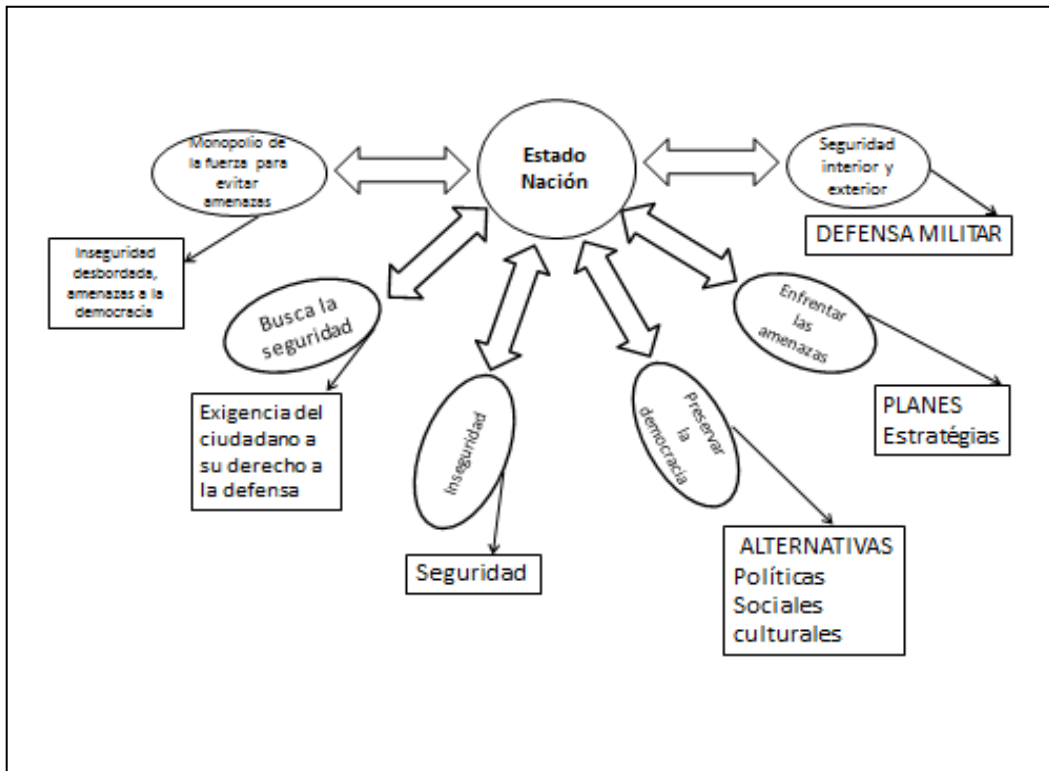 Estado
Nación
Monopolio de
la fuerza para
evitar
amenazas
Inseguridad
desbordada,
amenazas a la
democracia
Busca la
seguridad
Exigencia del
ciudadano a
su derecho a
la defensa
Inseguridad
Seguridad
Preservar
la
democracia
ALTERNATIVAS
Políticas
Sociales
culturales
Enfrentar
las
amenazas
PLANES
Estratégias
Seguridad
interior y
exterior
DEFENSA MILITAR